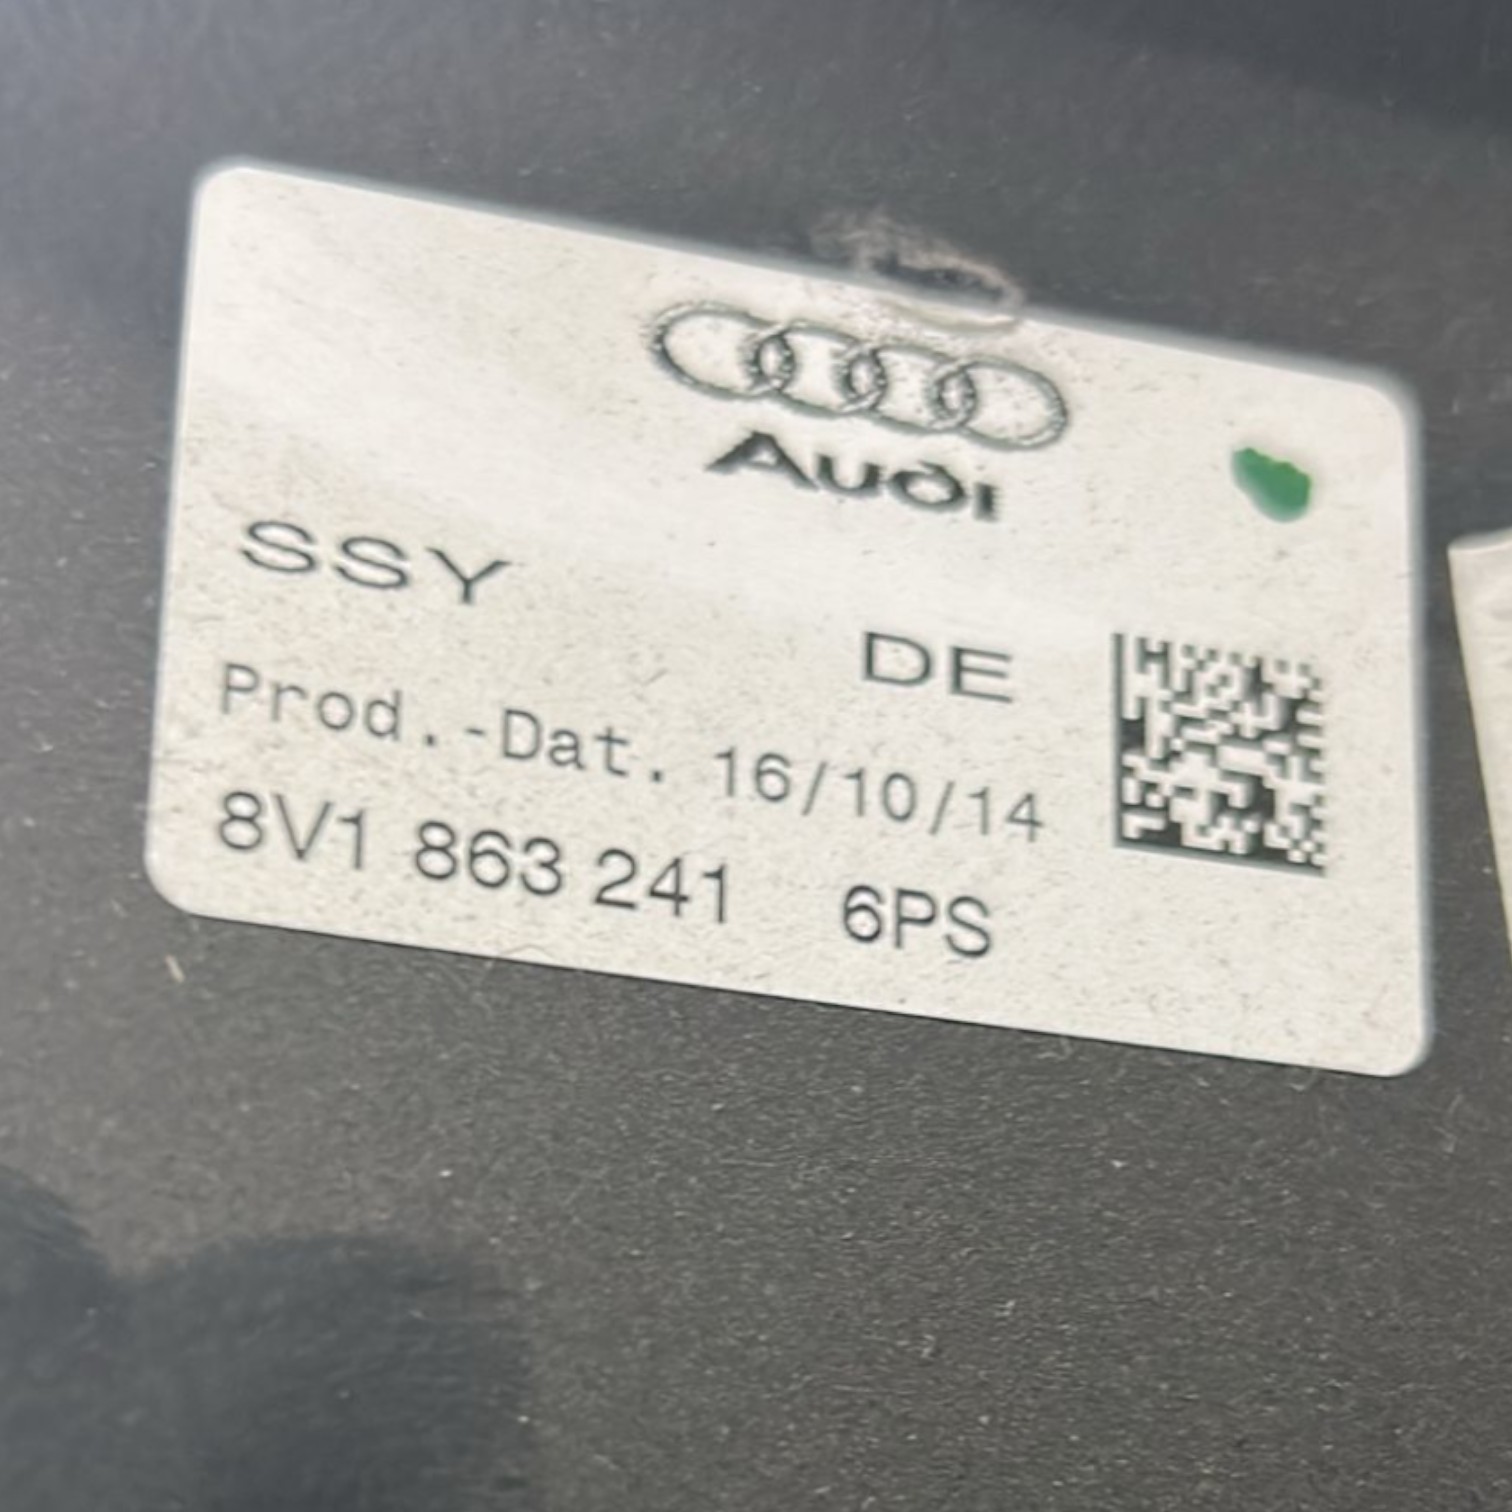 Audi
SSY
DE
Prod.-Dat. 16/10/14
8V1 863 241 6PS